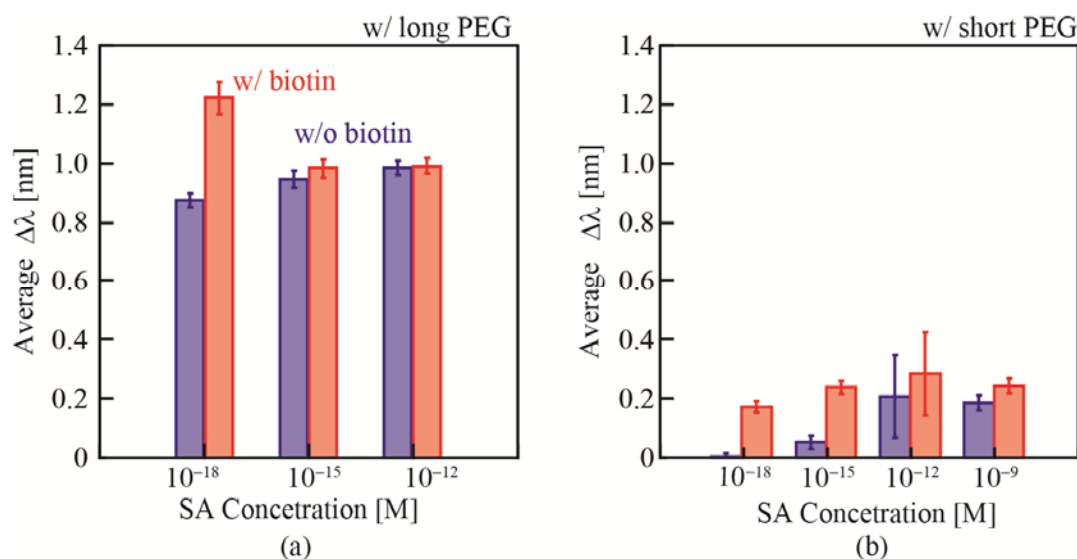 w/ long PEG
1.4
1.2
1.0
0.8
0.6
0.4
0.2
0
Average Δλ [nm]
w/ biotin
w/o biotin
10⁻¹⁸ 10⁻¹⁵ 10⁻¹²
SA Concetration [M]
(a)
w/ short PEG
1.4
1.2
1.0
0.8
0.6
0.4
0.2
0
Average Δλ [nm]
10⁻¹⁸ 10⁻¹⁵ 10⁻¹² 10⁻⁹
SA Concetration [M]
(b)